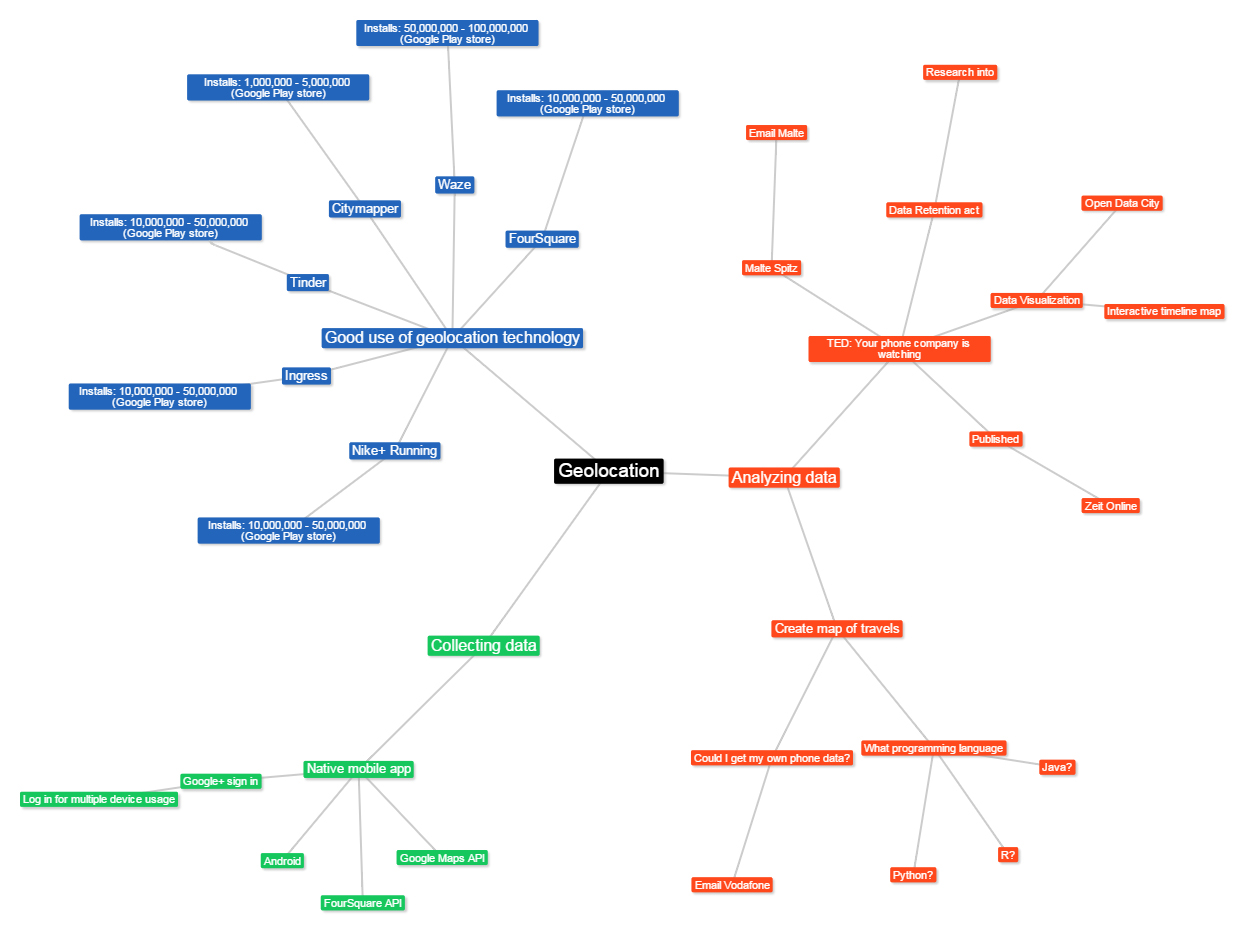 Installs: 50,000,000 - 100,000,000
(Google Play store)
Installs: 1,000,000 - 5,000,000
(Google Play store)
Installs: 10,000,000 - 50,000,000
(Google Play store)
Waze
Citymapper
FourSquare
Installs: 10,000,000 - 50,000,000
(Google Play store)
Tinder
Good use of geolocation technology
Ingress
Installs: 10,000,000 - 50,000,000
(Google Play store)
Nike+ Running
Installs: 10,000,000 - 50,000,000
(Google Play store)
Geolocation
Analyzing data
Research into
Email Malte
Data Retention act
Open Data City
Malte Spitz
Data Visualization
Interactive timeline map
TED: Your phone company is
watching
Published
Zeit Online
Create map of travels
Could I get my own phone data?
What programming language
Java?
R?
Python?
Email Vodafone
Collecting data
Native mobile app
Google+ sign in
Log in for multiple device usage
Android
Google Maps API
FourSquare API